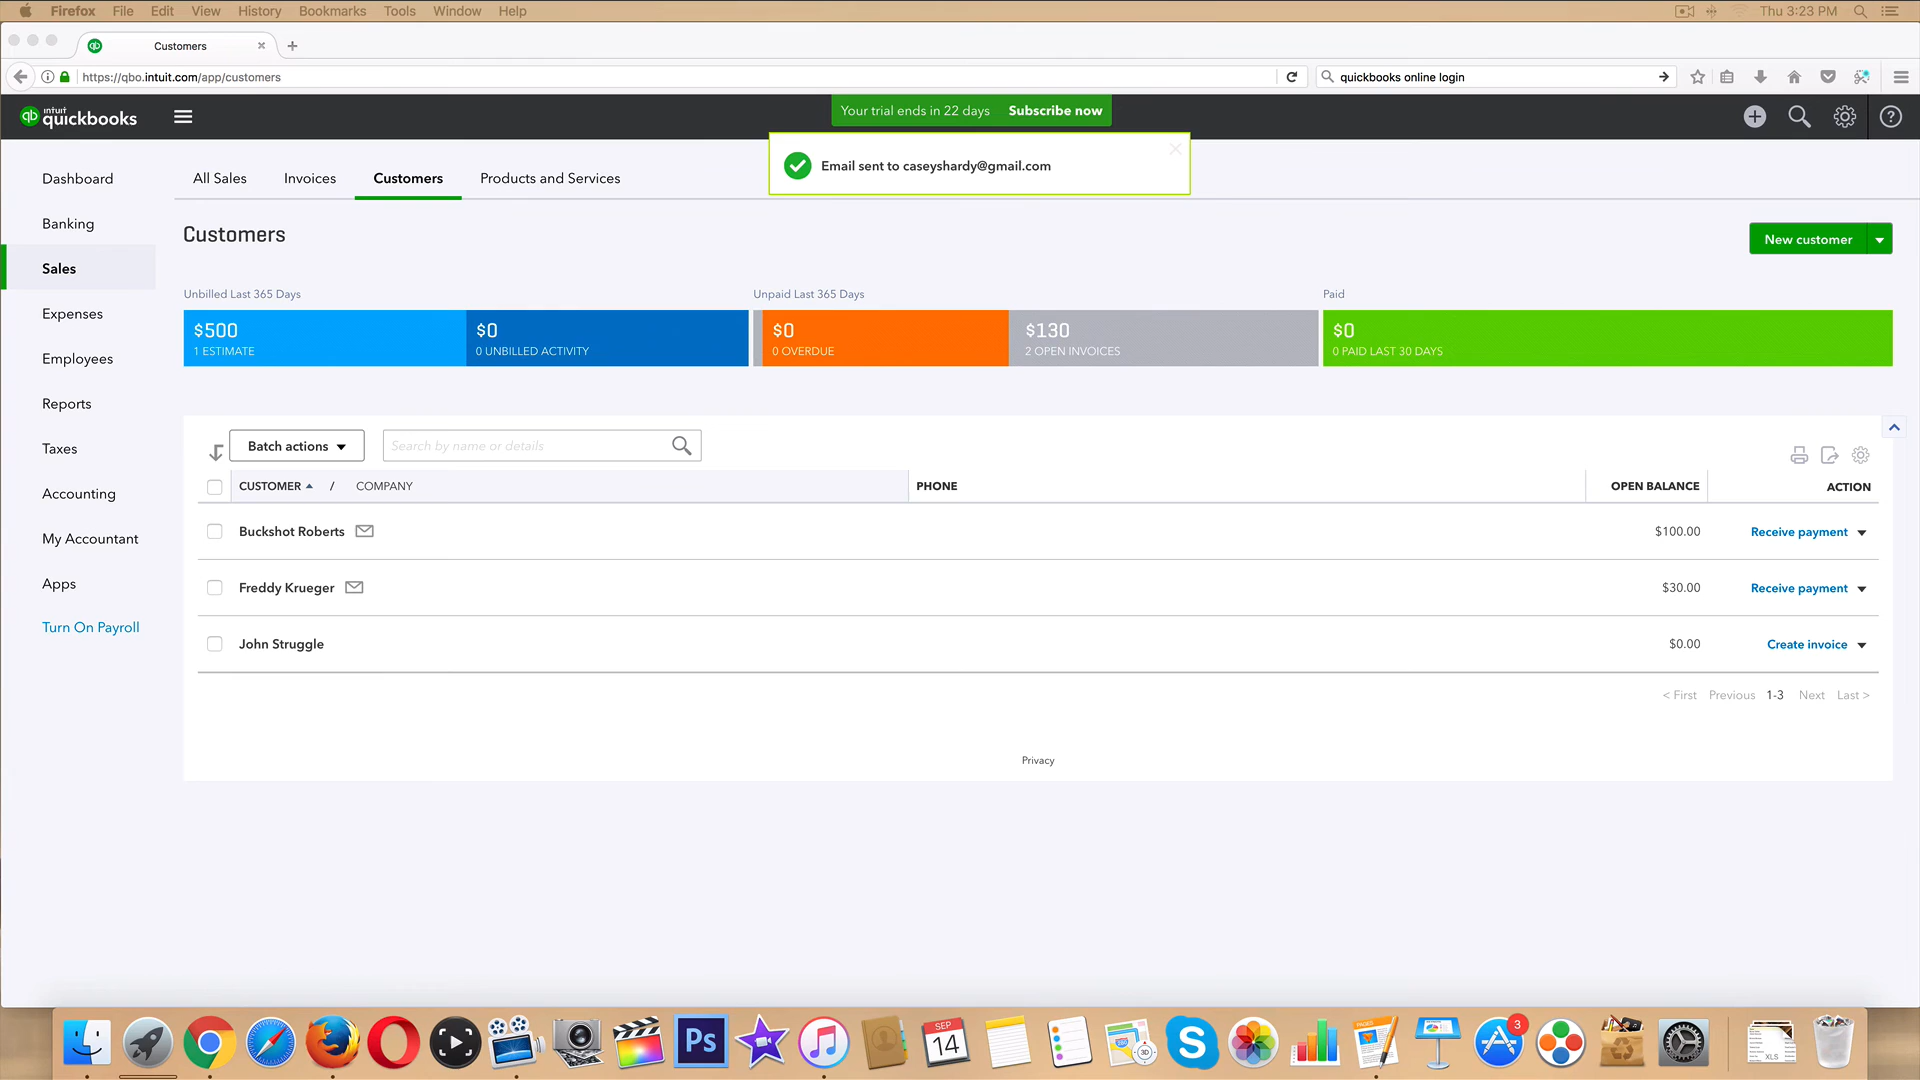 Firefox File Edit View History Bookmarks Tools Window Help Thu 3:23 PM
Customers
https://qbo.intuit.com/app/customers quickbooks online login
intuit quickbooks Your trial ends in 22 days Subscribe now
Email sent to caseyshardy@gmail.com
Dashboard
Banking
Sales
Expenses
Employees
Reports
Taxes
Accounting
My Accountant
Apps
Turn On Payroll
All Sales Invoices Customers Products and Services
Customers
New customer
Unbilled Last 365 Days Unpaid Last 365 Days Paid
$500 $0 $0 $130 $0
1 ESTIMATE 0 UNBILLED ACTIVITY 0 OVERDUE 2 OPEN INVOICES 0 PAID LAST 30 DAYS
Batch actions Search by name or details
CUSTOMER / COMPANY PHONE OPEN BALANCE ACTION
Buckshot Roberts $100.00 Receive payment
Freddy Krueger $30.00 Receive payment
John Struggle $0.00 Create invoice
< First Previous 1-3 Next Last >
Privacy
Ps SEP 14 3D S PAGES 3 XLS